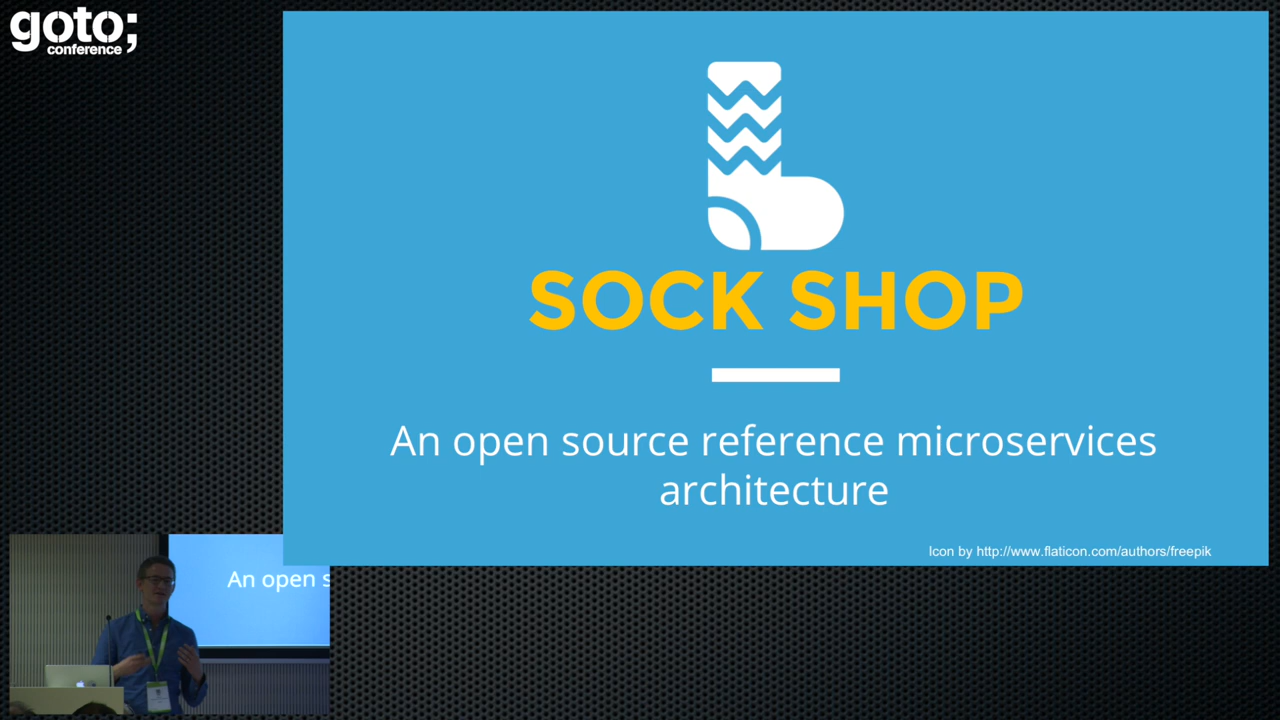 goto;
conference
SOCK SHOP
An open source reference microservices
architecture
Icon by http://www.flaticon.com/authors/freepik
An open s